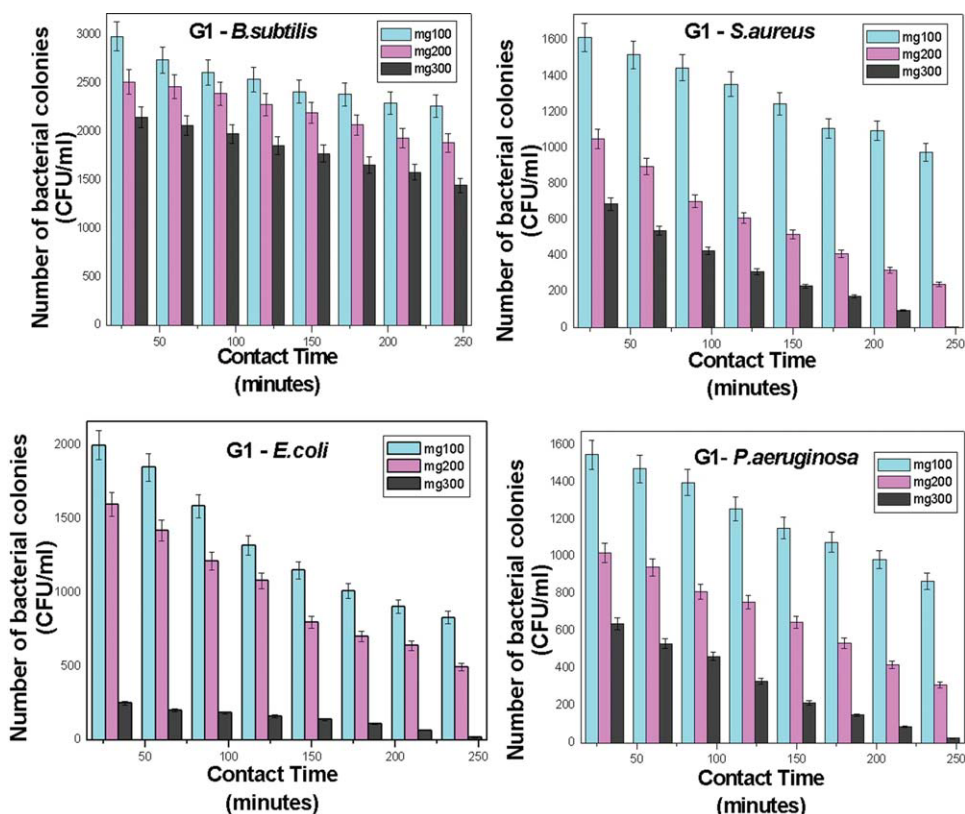 G1 - B.subtilis
mg100
mg200
mg300
Number of bacterial colonies
(CFU/ml)
3000
2500
2000
1500
1000
500
0
50
100
150
200
250
Contact Time
(minutes)
G1 - S.aureus
mg100
mg200
mg300
Number of bacterial colonies
(CFU/ml)
1600
1400
1200
1000
800
600
400
200
0
50
100
150
200
250
Contact Time
(minutes)
G1 - E.coli
mg100
mg200
mg300
Number of bacterial colonies
(CFU/ml)
2000
1500
1000
500
0
50
100
150
200
250
Contact Time
(minutes)
G1- P.aeruginosa
mg100
mg200
mg300
Number of bacterial colonies
(CFU/ml)
1600
1400
1200
1000
800
600
400
200
0
50
100
150
200
250
Contact Time
(minutes)